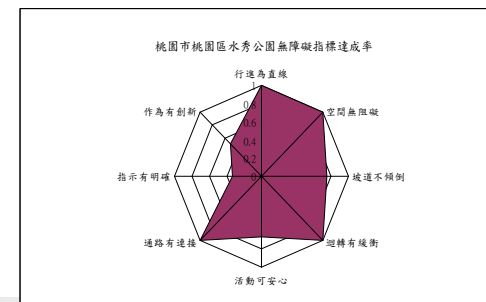 桃園市桃園區水秀公園無障礙指標達成率
行進為直線
1
作為有創新
空間無阻礙
0.8
0.6
0.4
0.2
0
指示有明確
坡道不傾倒
通路有連接
迴轉有緩衝
活動可安心